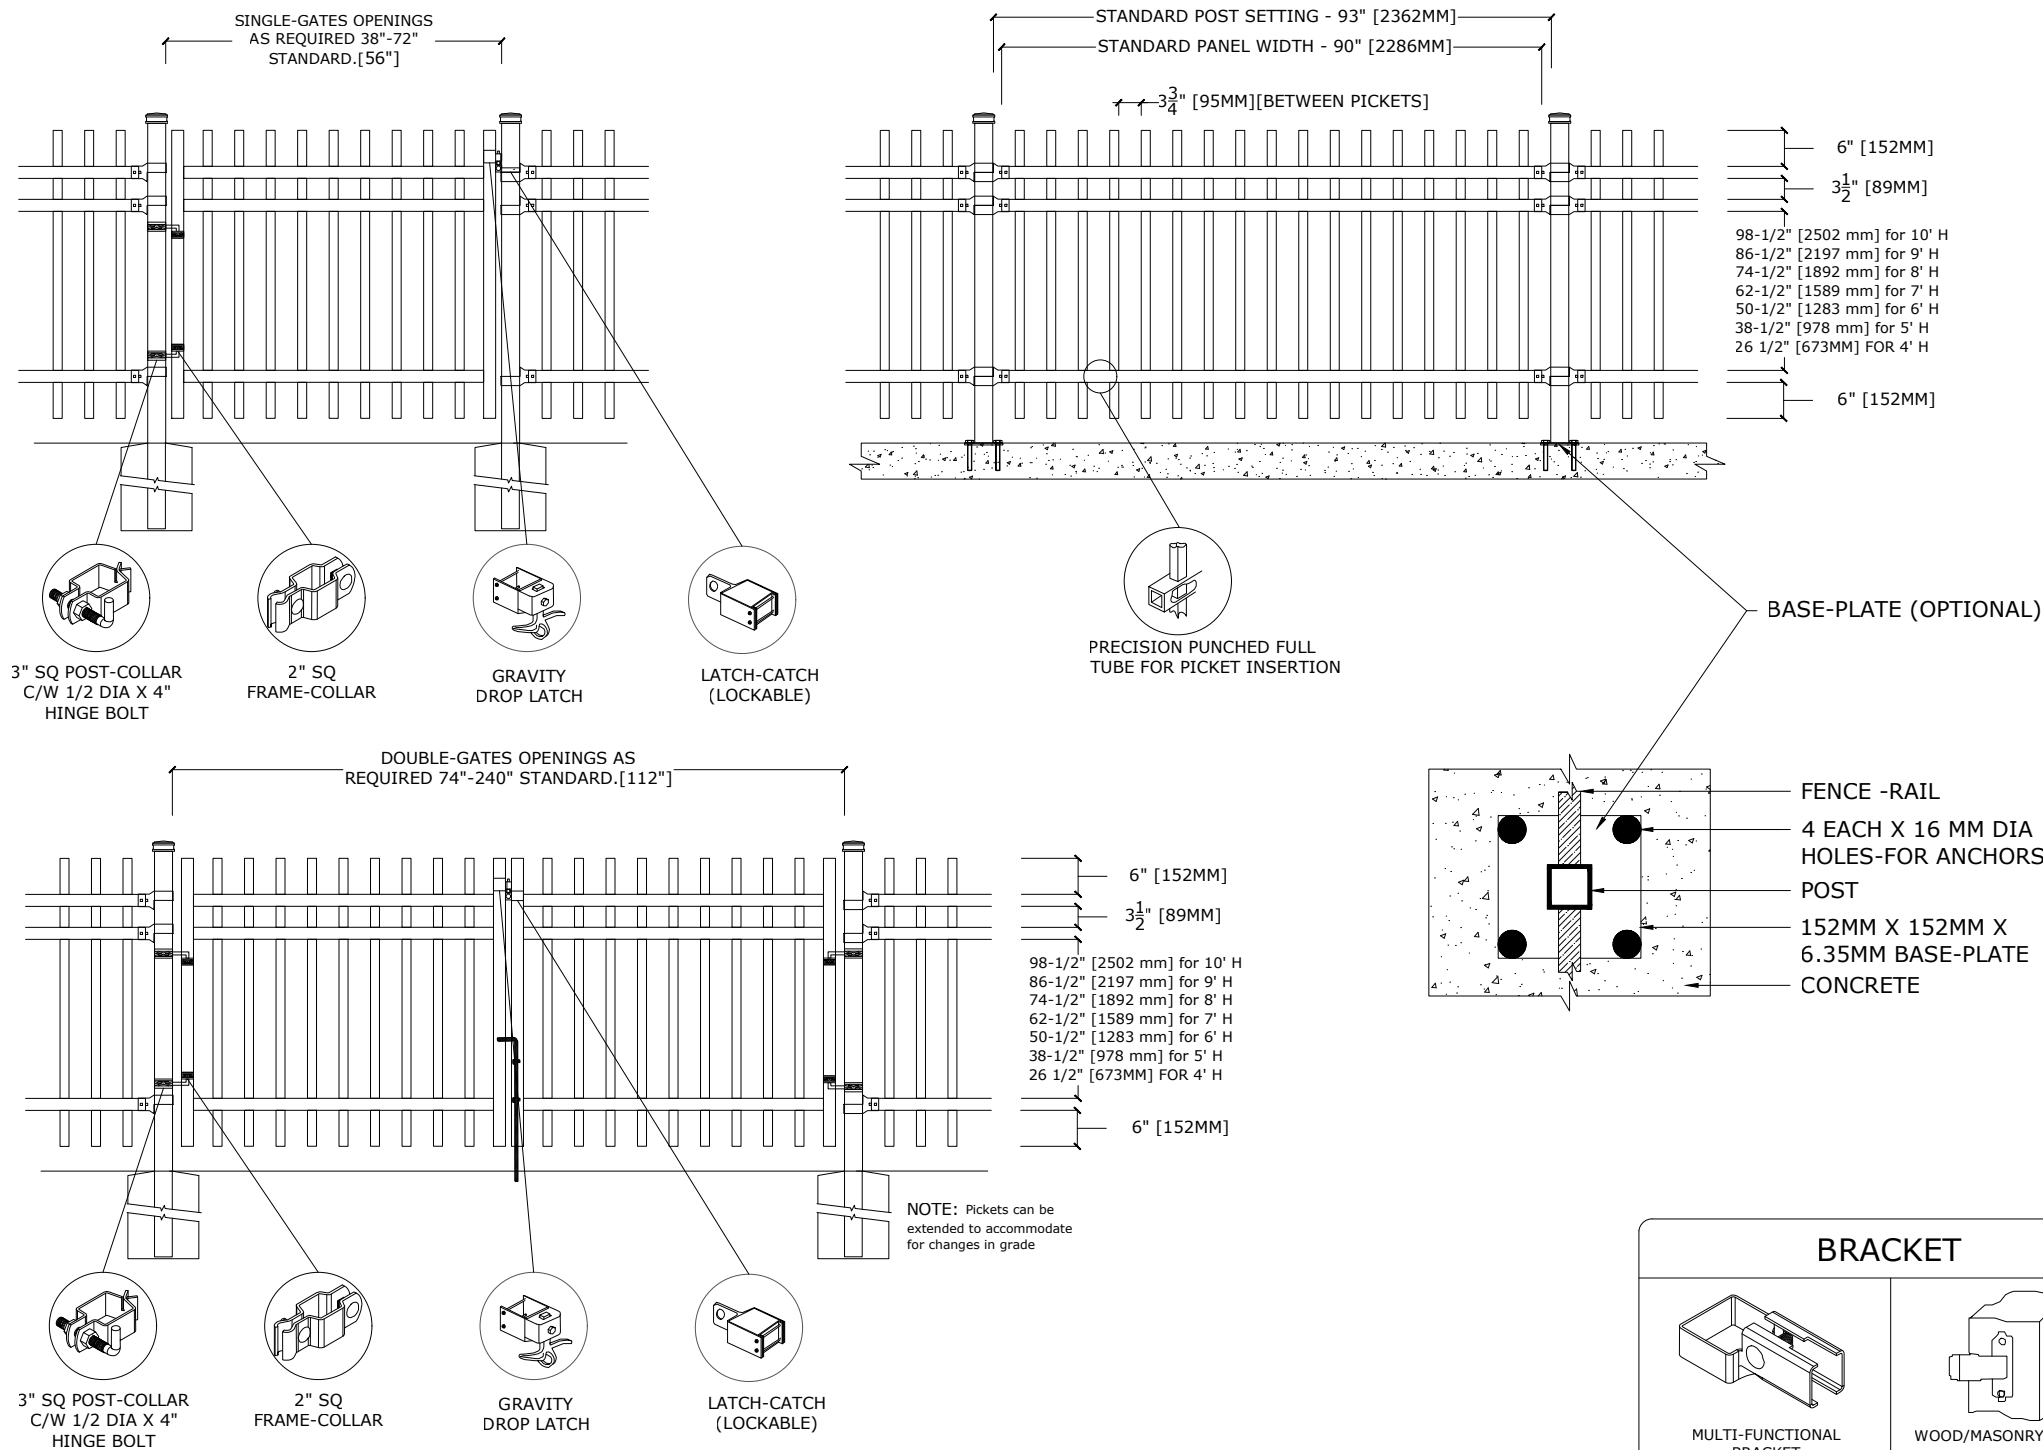 SINGLE-GATES OPENINGS
AS REQUIRED 38"-72"
STANDARD.[56"]
3" SQ POST-COLLAR
C/W 1/2 DIA X 4"
HINGE BOLT
2" SQ
FRAME-COLLAR
GRAVITY
DROP LATCH
LATCH-CATCH
(LOCKABLE)
STANDARD POST SETTING - 93" [2362MM]
STANDARD PANEL WIDTH - 90" [2286MM]
3 3/4" [95MM][BETWEEN PICKETS]
6" [152MM]
3 1/2" [89MM]
98-1/2" [2502 mm] for 10' H
86-1/2" [2197 mm] for 9' H
74-1/2" [1892 mm] for 8' H
62-1/2" [1589 mm] for 7' H
50-1/2" [1283 mm] for 6' H
38-1/2" [978 mm] for 5' H
26 1/2" [673MM] FOR 4' H
6" [152MM]
PRECISION PUNCHED FULL
TUBE FOR PICKET INSERTION
BASE-PLATE (OPTIONAL)
FENCE -RAIL
4 EACH X 16 MM DIA
HOLES-FOR ANCHORS
POST
152MM X 152MM X
6.35MM BASE-PLATE
CONCRETE
DOUBLE-GATES OPENINGS AS
REQUIRED 74"-240" STANDARD.[112"]
6" [152MM]
3 1/2" [89MM]
98-1/2" [2502 mm] for 10' H
86-1/2" [2197 mm] for 9' H
74-1/2" [1892 mm] for 8' H
62-1/2" [1589 mm] for 7' H
50-1/2" [1283 mm] for 6' H
38-1/2" [978 mm] for 5' H
26 1/2" [673MM] FOR 4' H
6" [152MM]
NOTE: Pickets can be
extended to accommodate
for changes in grade
3" SQ POST-COLLAR
C/W 1/2 DIA X 4"
HINGE BOLT
2" SQ
FRAME-COLLAR
GRAVITY
DROP LATCH
LATCH-CATCH
(LOCKABLE)
BRACKET
MULTI-FUNCTIONAL
BRACKET
WOOD/MASONRY